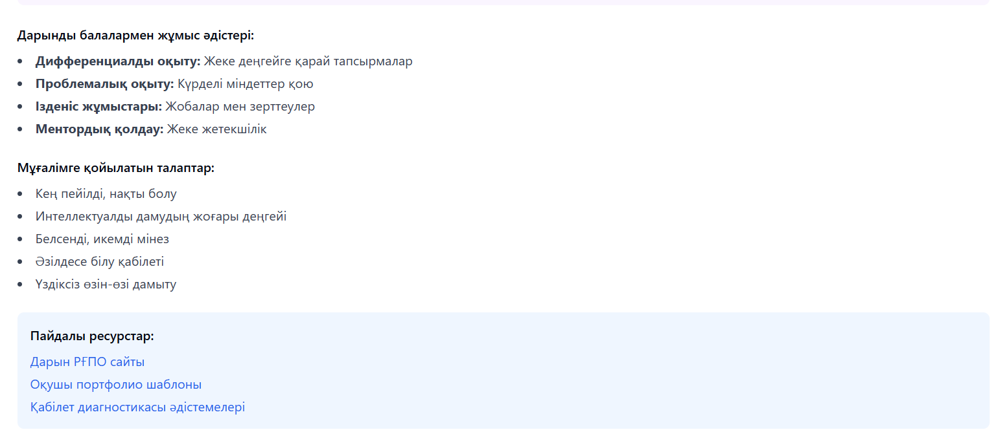 Дарынды балалармен жұмыс әдістері:
Дифференциалды оқыту: Жеке деңгейге қарай тапсырмалар
Проблемалық оқыту: Күрделі міндеттер қою
Ізденіс жұмыстары: Жобалар мен зерттеулер
Ментордық қолдау: Жеке жетекшілік
Мұғалімге қойылатын талаптар:
Кең пейілді, нақты болу
Интеллектуалды дамудың жоғары деңгейі
Белсенді, икемді мінез
Әзілдесе білу қабілеті
Үздіксіз өзін-өзі дамыту
Пайдалы ресурстар:
Дарын РҒПО сайты
Оқушы портфолио шаблоны
Қабілет диагностикасы әдістемелері